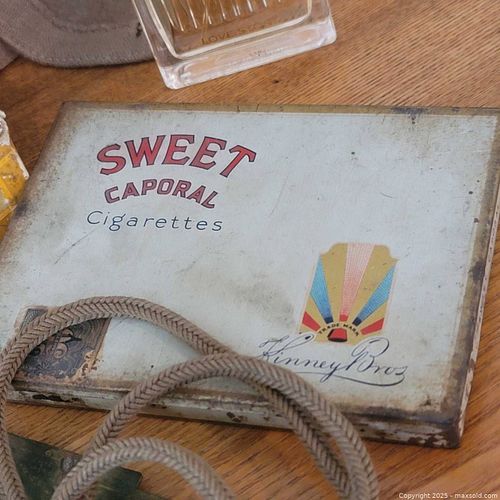 SWEET
CAPORAL
Cigarettes
TRADE MARK
Kinney Bros
Copyright © 2025 - maxsold.com